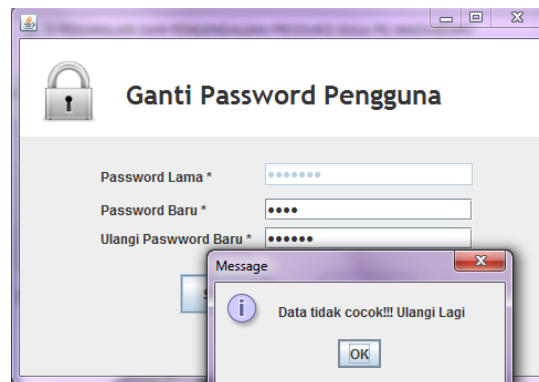 Ganti Password Pengguna
Password Lama *
Password Baru *
Ulangi Paswword Baru *
Message
Data tidak cocok!!! Ulangi Lagi
OK